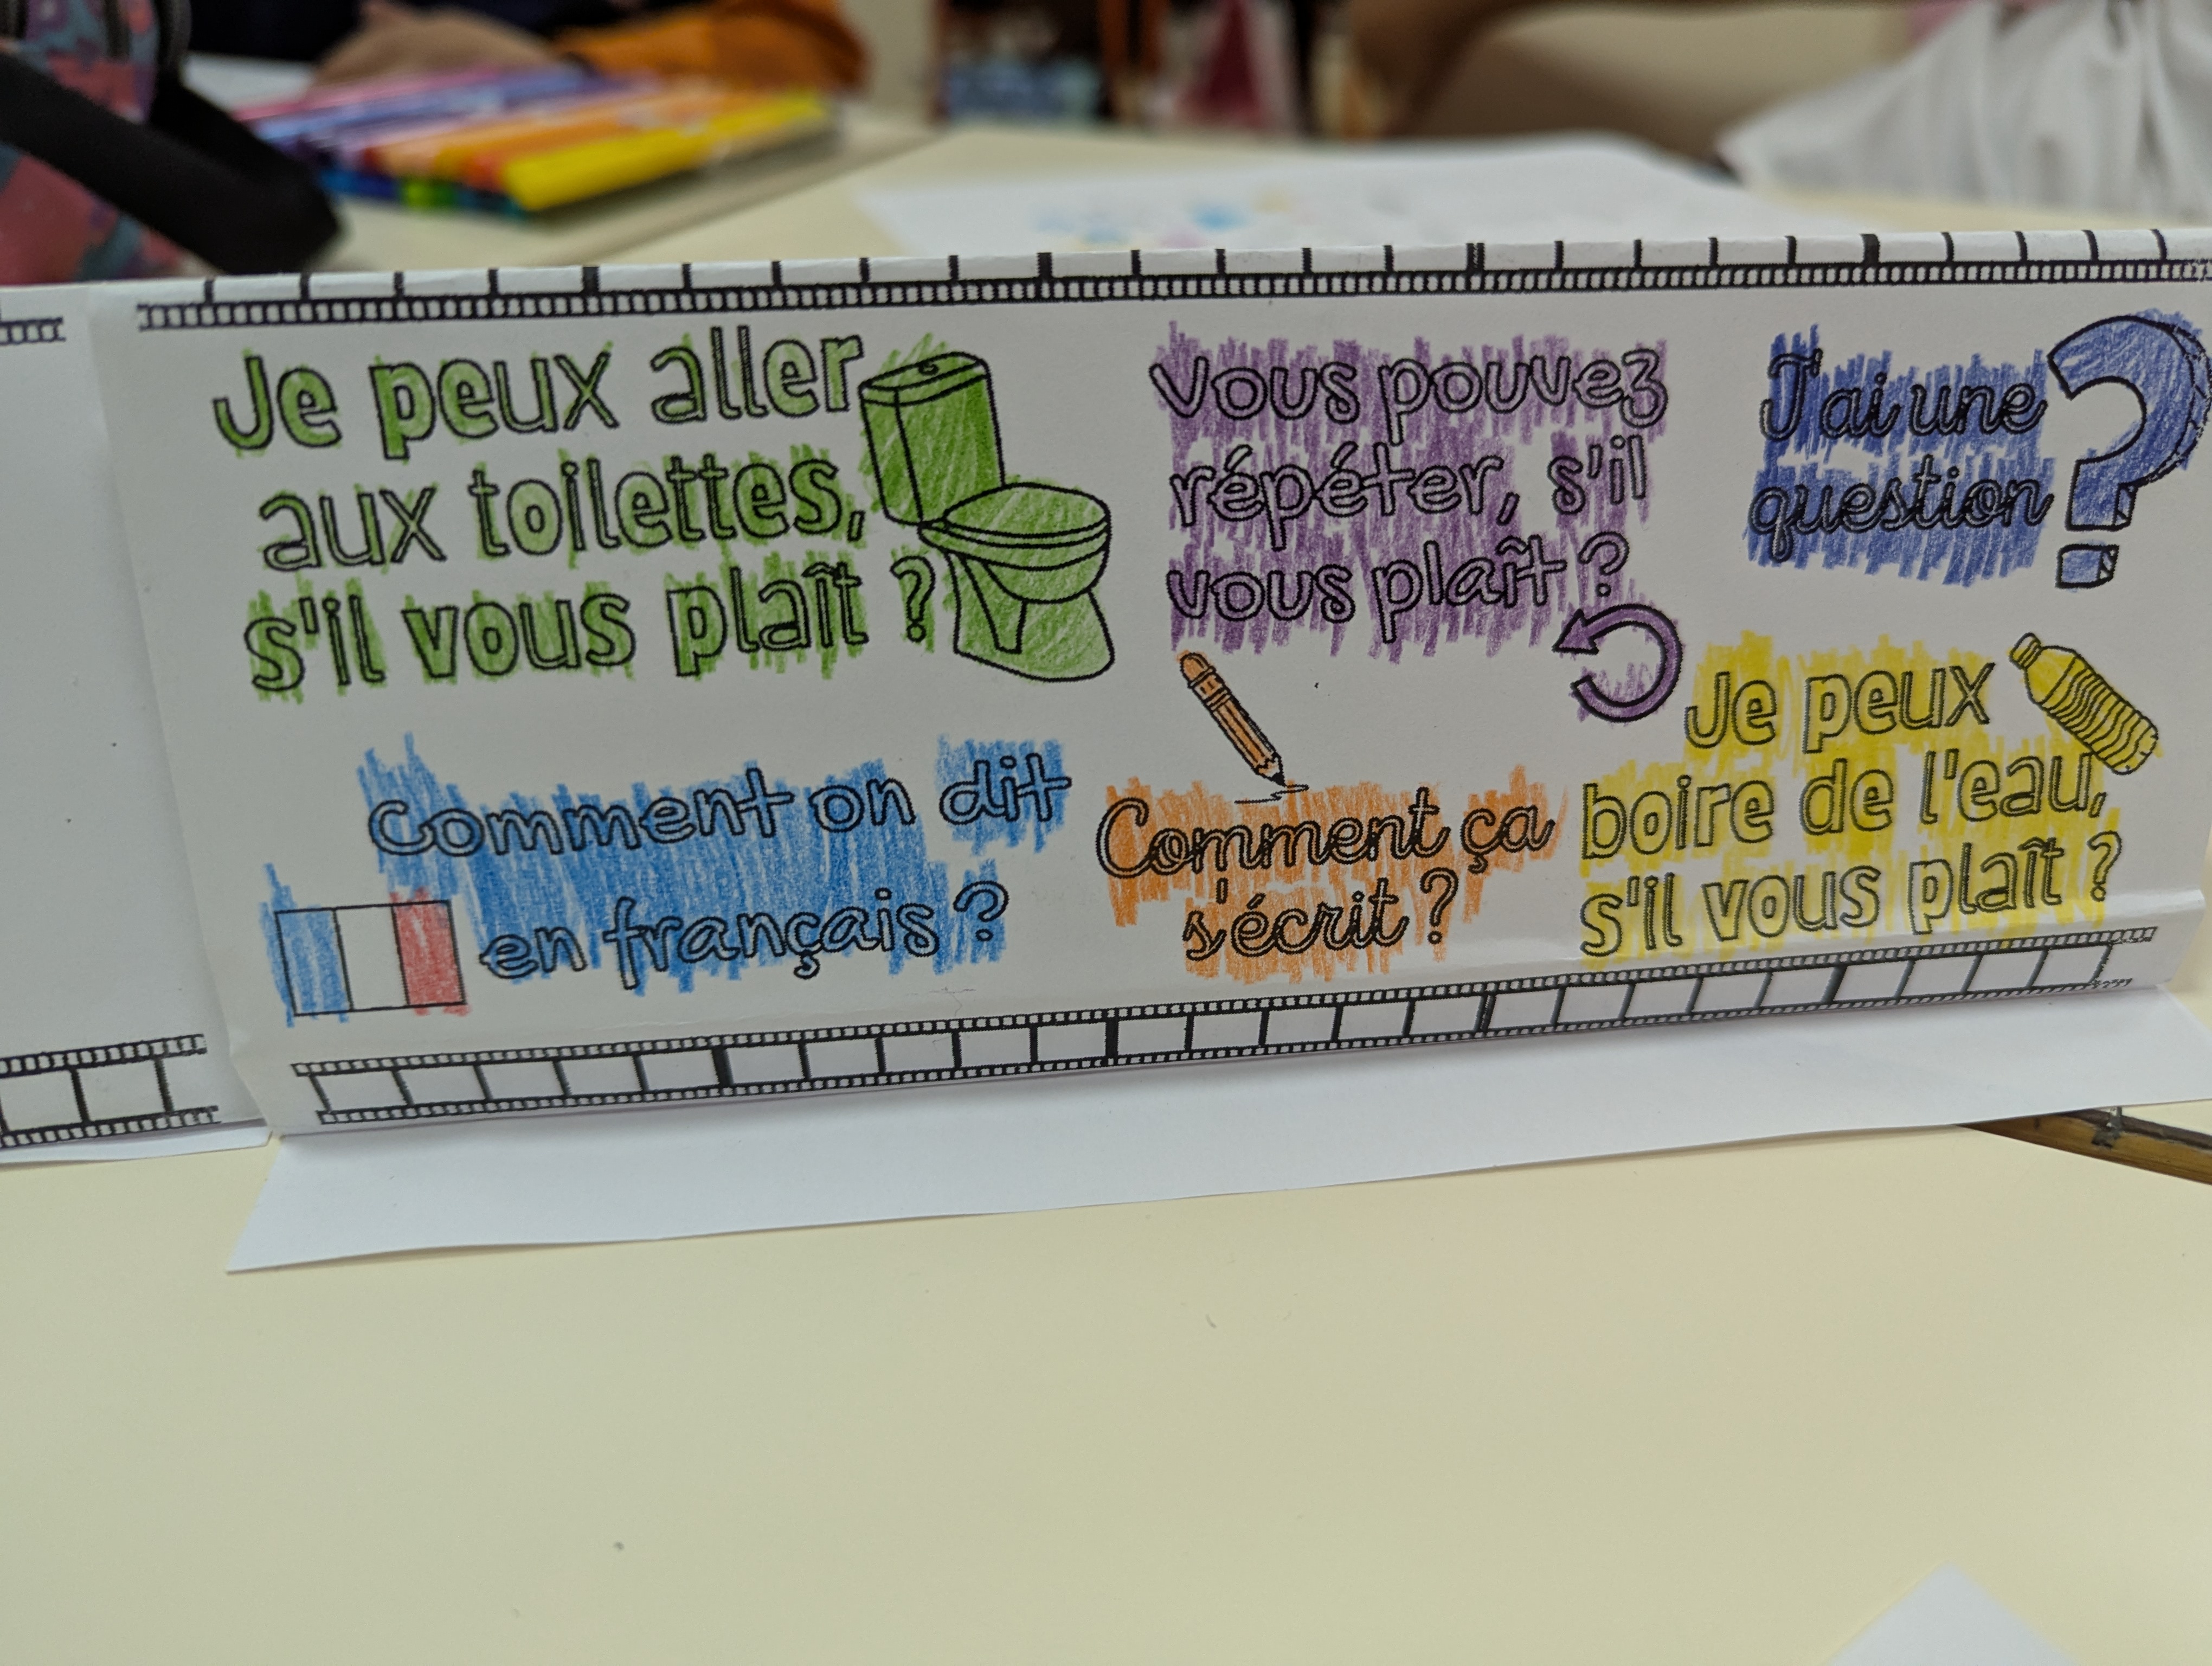 Je peux aller
aux toilettes,
s'il vous plaît ?
Vous pouvez
répéter, s'il
vous plaît ?
J'ai une
question
Comment on dit
en français ?
Comment ça
s'écrit ?
Je peux
boire de l'eau,
s'il vous plaît ?